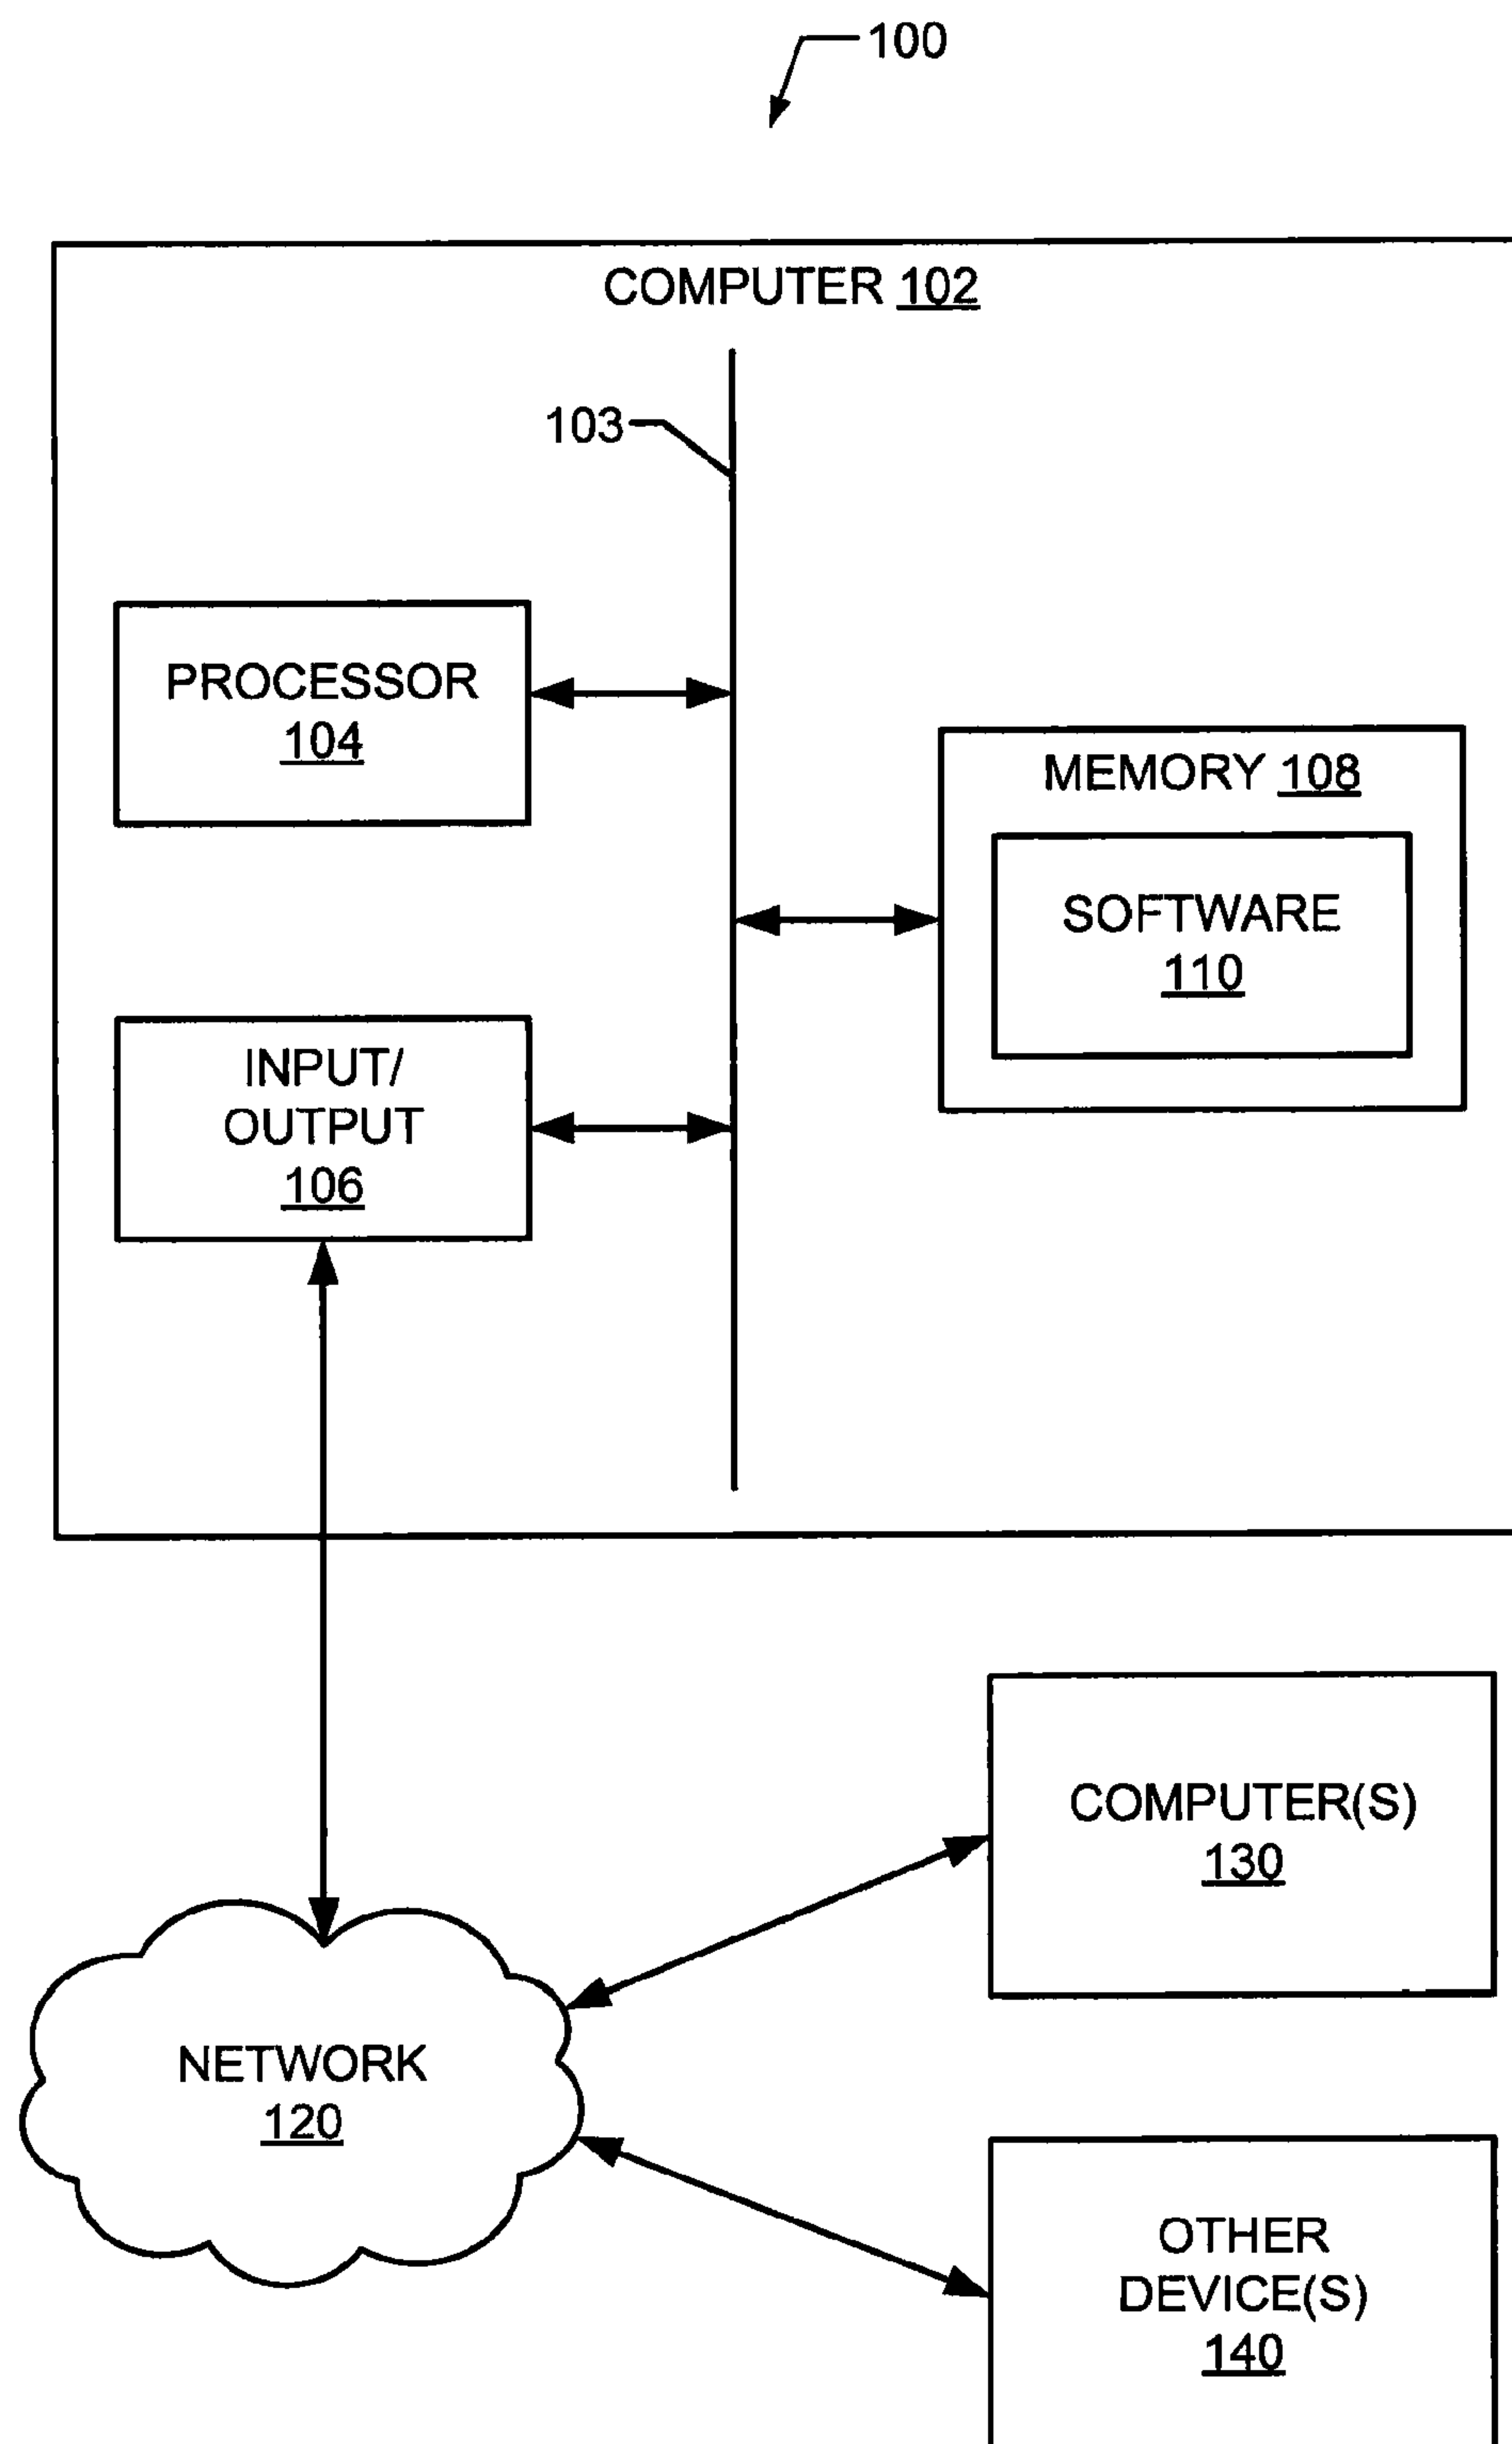 100
COMPUTER 102
103
PROCESSOR
104
MEMORY 108
SOFTWARE
110
INPUT/
OUTPUT
106
COMPUTER(S)
130
NETWORK
120
OTHER
DEVICE(S)
140